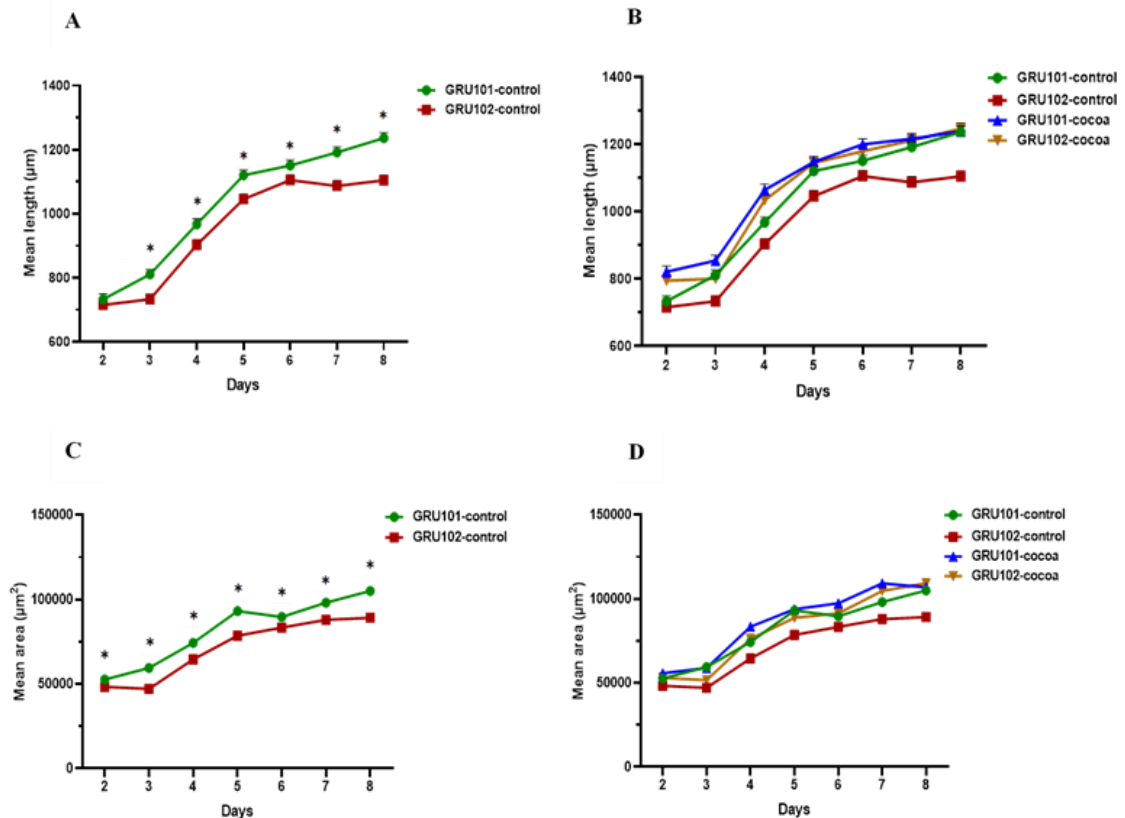 A
GRU101-control
GRU102-control
Mean length (µm)
1400
1200
1000
800
600
* * * * * *
2 3 4 5 6 7 8
Days
B
GRU101-control
GRU102-control
GRU101-cocoa
GRU102-cocoa
Mean length (µm)
1400
1200
1000
800
600
2 3 4 5 6 7 8
Days
C
GRU101-control
GRU102-control
Mean area (µm²)
150000
100000
50000
0
* * * * * * *
2 3 4 5 6 7 8
Days
D
GRU101-control
GRU102-control
GRU101-cocoa
GRU102-cocoa
Mean area (µm²)
150000
100000
50000
0
2 3 4 5 6 7 8
Days